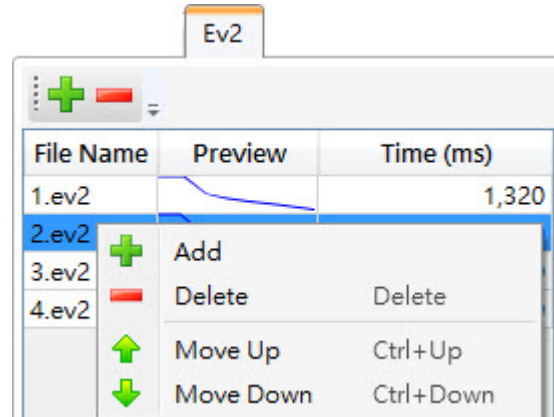 Ev2
File Name Preview Time (ms)
1.ev2 1,320
2.ev2
3.ev2
4.ev2
Add
Delete Delete
Move Up Ctrl+Up
Move Down Ctrl+Down